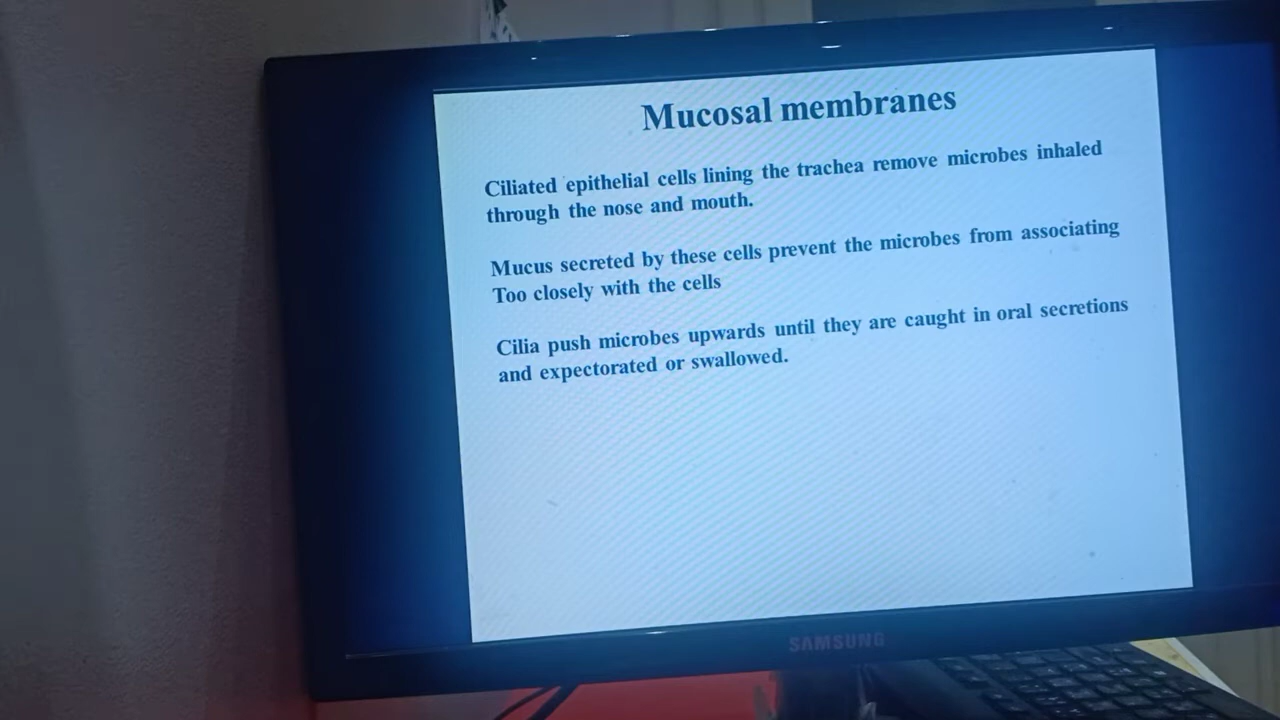 Mucosal membranes
Ciliated epithelial cells lining the trachea remove microbes inhaled
through the nose and mouth.
Mucus secreted by these cells prevent the microbes from associating
Too closely with the cells
Cilia push microbes upwards until they are caught in oral secretions
and expectorated or swallowed.
SAMSUNG